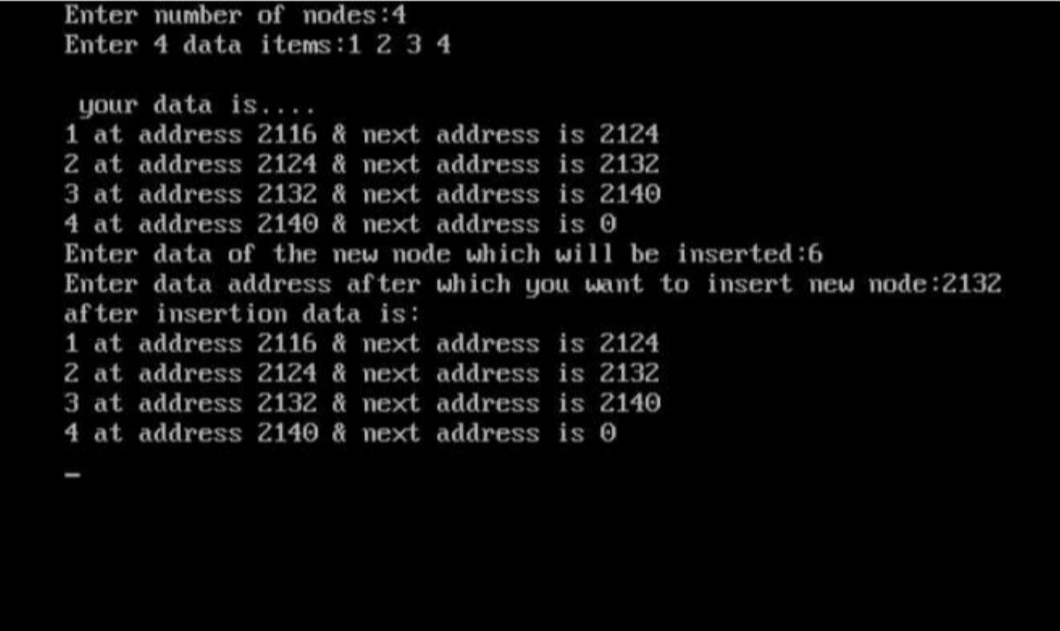 Enter number of nodes:4
Enter 4 data items:1 2 3 4
your data is....
1 at address 2116 & next address is 2124
2 at address 2124 & next address is 2132
3 at address 2132 & next address is 2140
4 at address 2140 & next address is 0
Enter data of the new node which will be inserted:6
Enter data address after which you want to insert new node:2132
after insertion data is:
1 at address 2116 & next address is 2124
2 at address 2124 & next address is 2132
3 at address 2132 & next address is 2140
4 at address 2140 & next address is 0